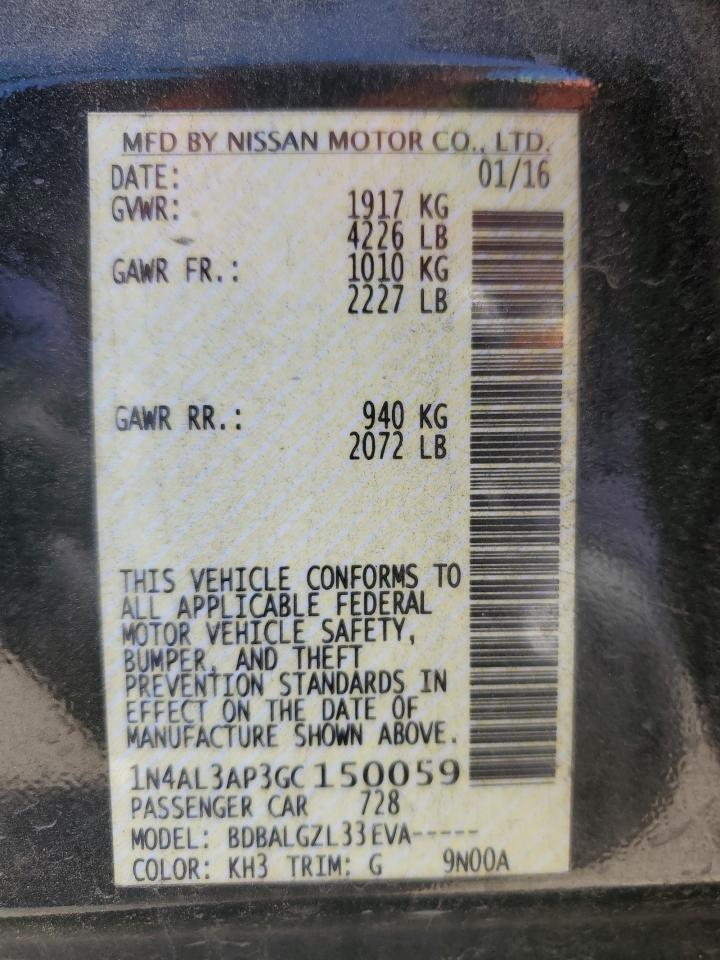 MFD BY NISSAN MOTOR CO., LTD.
DATE: 01/16
GVWR: 1917 KG
4226 LB
GAWR FR.: 1010 KG
2227 LB
GAWR RR.: 940 KG
2072 LB
THIS VEHICLE CONFORMS TO
ALL APPLICABLE FEDERAL
MOTOR VEHICLE SAFETY,
BUMPER, AND THEFT
PREVENTION STANDARDS IN
EFFECT ON THE DATE OF
MANUFACTURE SHOWN ABOVE.
1N4AL3AP3GC150059
PASSENGER CAR 728
MODEL: BDBALGZL33EVA-----
COLOR: KH3 TRIM: G 9N00A